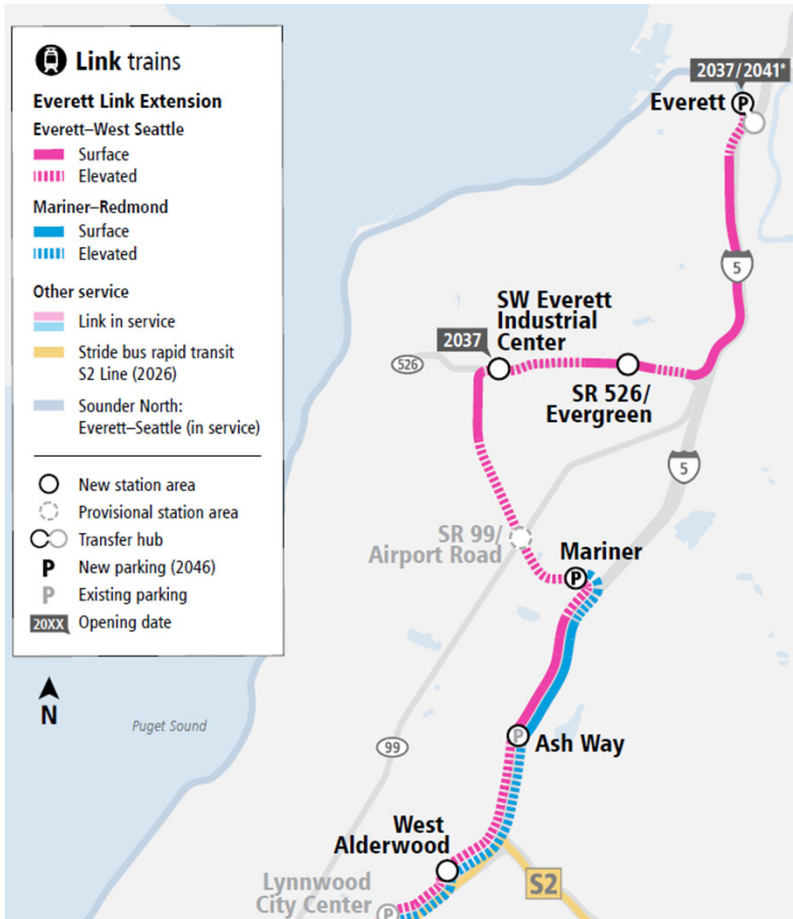 Link trains
Everett Link Extension
Everett–West Seattle
Surface
Elevated
Mariner–Redmond
Surface
Elevated
Other service
Link in service
Stride bus rapid transit
S2 Line (2026)
Sounder North:
Everett–Seattle (in service)
New station area
Provisional station area
Transfer hub
P New parking (2046)
P Existing parking
20XX Opening date
N
Puget Sound
2037/2041*
Everett P
5
SW Everett
Industrial
Center
2037
526
SR 526/
Evergreen
5
SR 99/
Airport Road
Mariner
P
P Ash Way
99
West
Alderwood
S2
Lynnwood
City Center
P